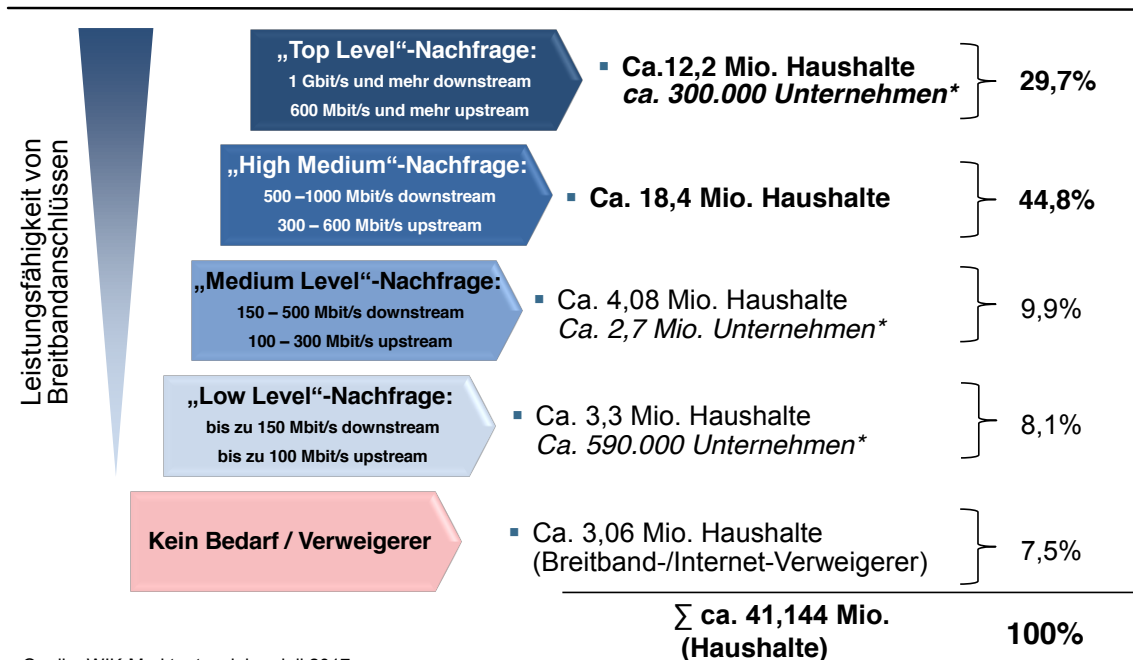 „Top Level“-Nachfrage:
1 Gbit/s und mehr downstream
600 Mbit/s und mehr upstream
▪ Ca.12,2 Mio. Haushalte
ca. 300.000 Unternehmen*
29,7%
„High Medium“-Nachfrage:
500 –1000 Mbit/s downstream
300 – 600 Mbit/s upstream
▪ Ca. 18,4 Mio. Haushalte
44,8%
Leistungsfähigkeit von
Breitbandanschlüssen
„Medium Level“-Nachfrage:
150 – 500 Mbit/s downstream
100 – 300 Mbit/s upstream
▪ Ca. 4,08 Mio. Haushalte
Ca. 2,7 Mio. Unternehmen*
9,9%
„Low Level“-Nachfrage:
bis zu 150 Mbit/s downstream
bis zu 100 Mbit/s upstream
▪ Ca. 3,3 Mio. Haushalte
Ca. 590.000 Unternehmen*
8,1%
Kein Bedarf / Verweigerer
▪ Ca. 3,06 Mio. Haushalte
(Breitband-/Internet-Verweigerer)
7,5%
∑ ca. 41,144 Mio.
(Haushalte)
100%